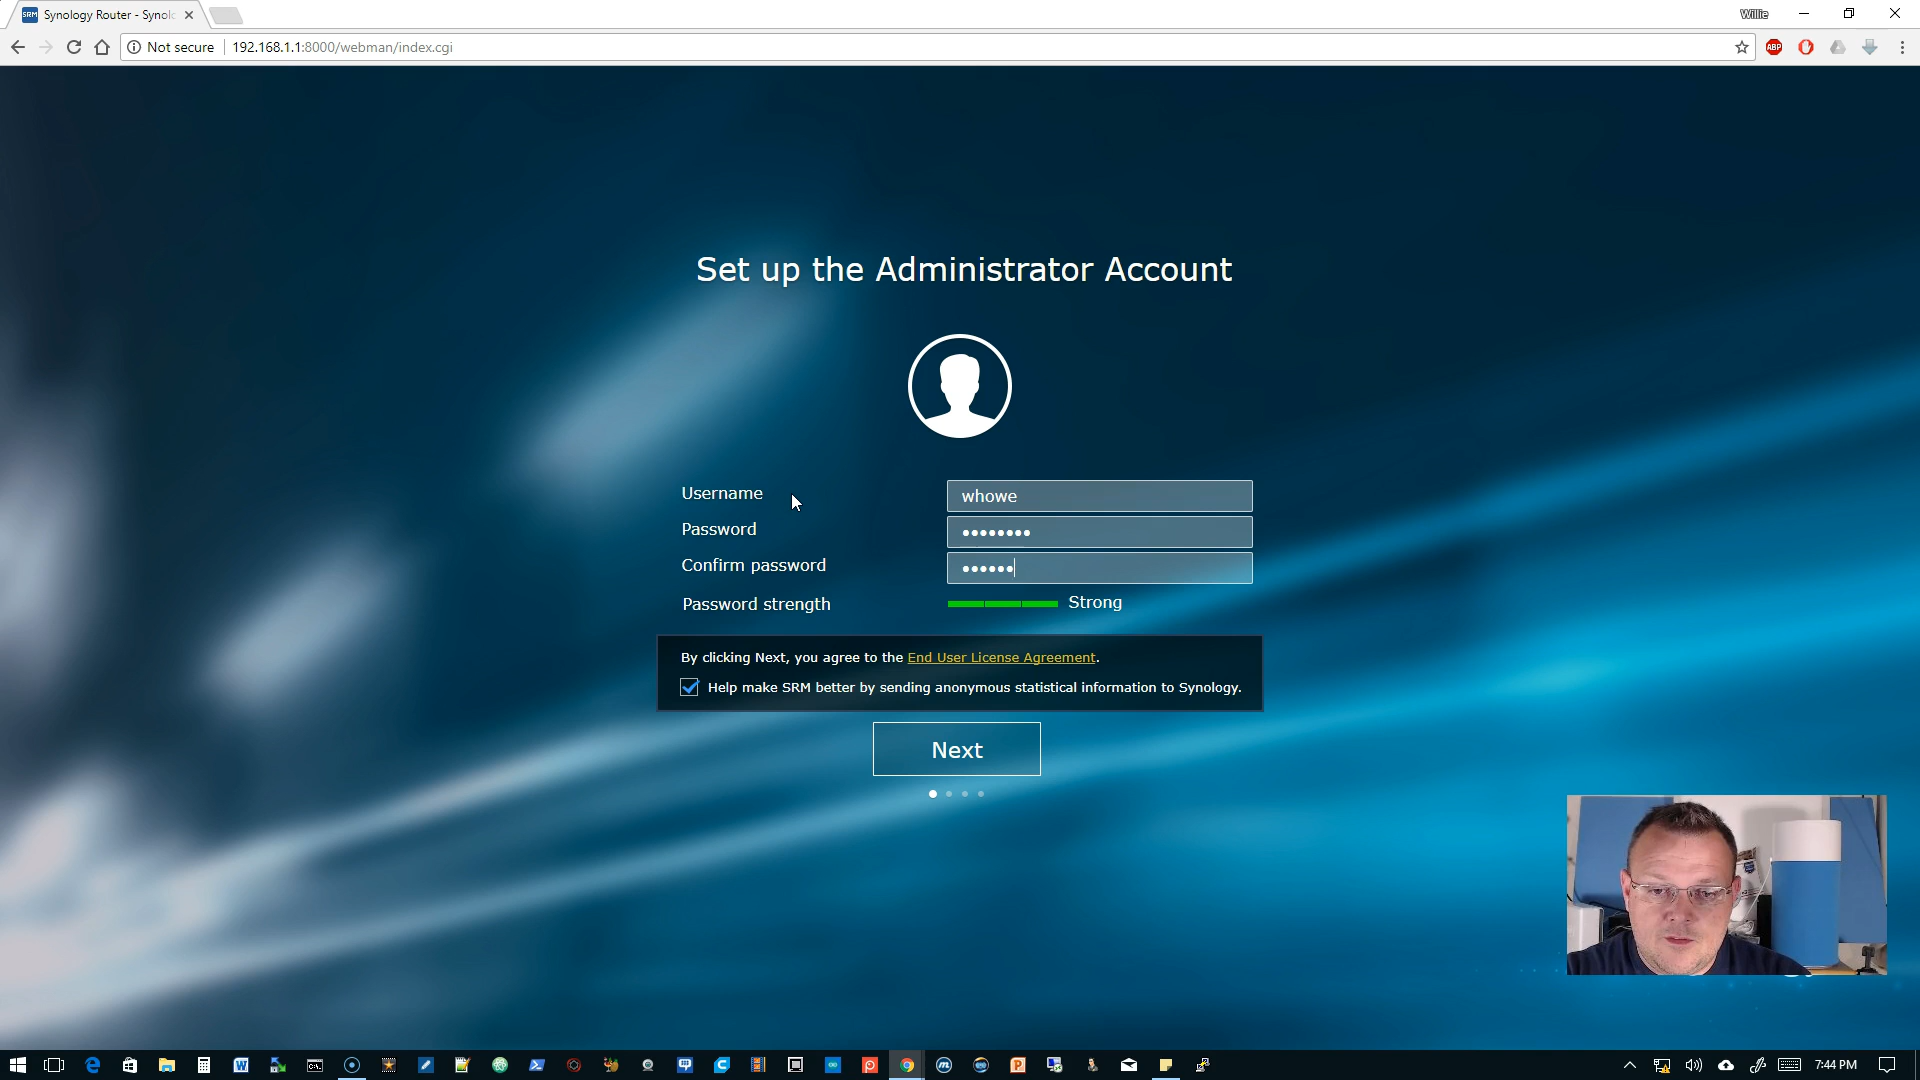 Synology Router - Synol
Willie
Not secure
192.168.1.1:8000/webman/index.cgi
ABP
Set up the Administrator Account
Username
whowe
Password
••••••••
Confirm password
••••••
Password strength
Strong
By clicking Next, you agree to the End User License Agreement.
Help make SRM better by sending anonymous statistical information to Synology.
Next
7:44 PM